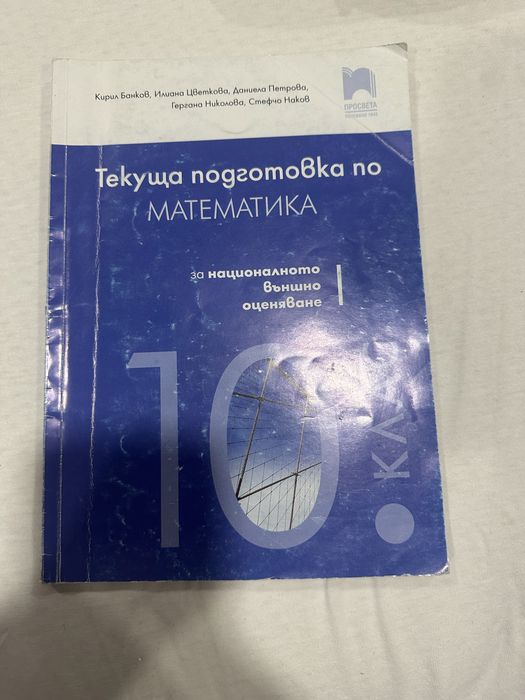 Кирил Банков, Илиана Цветкова, Даниела Петрова,
Гергана Николова, Стефчо Наков
ПРОСВЕТА
Текуща подготовка по
МАТЕМАТИКА
за националното
външно
оценяване
10.